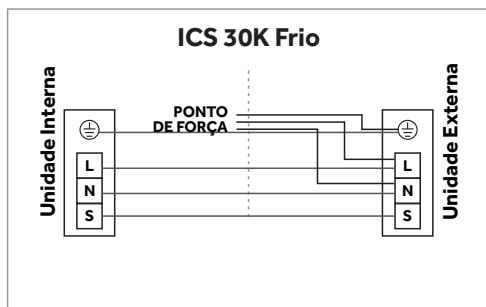 ICS 30K Frio
Unidade Interna
PONTO
DE FORÇA
L
N
S
L
N
S
Unidade Externa